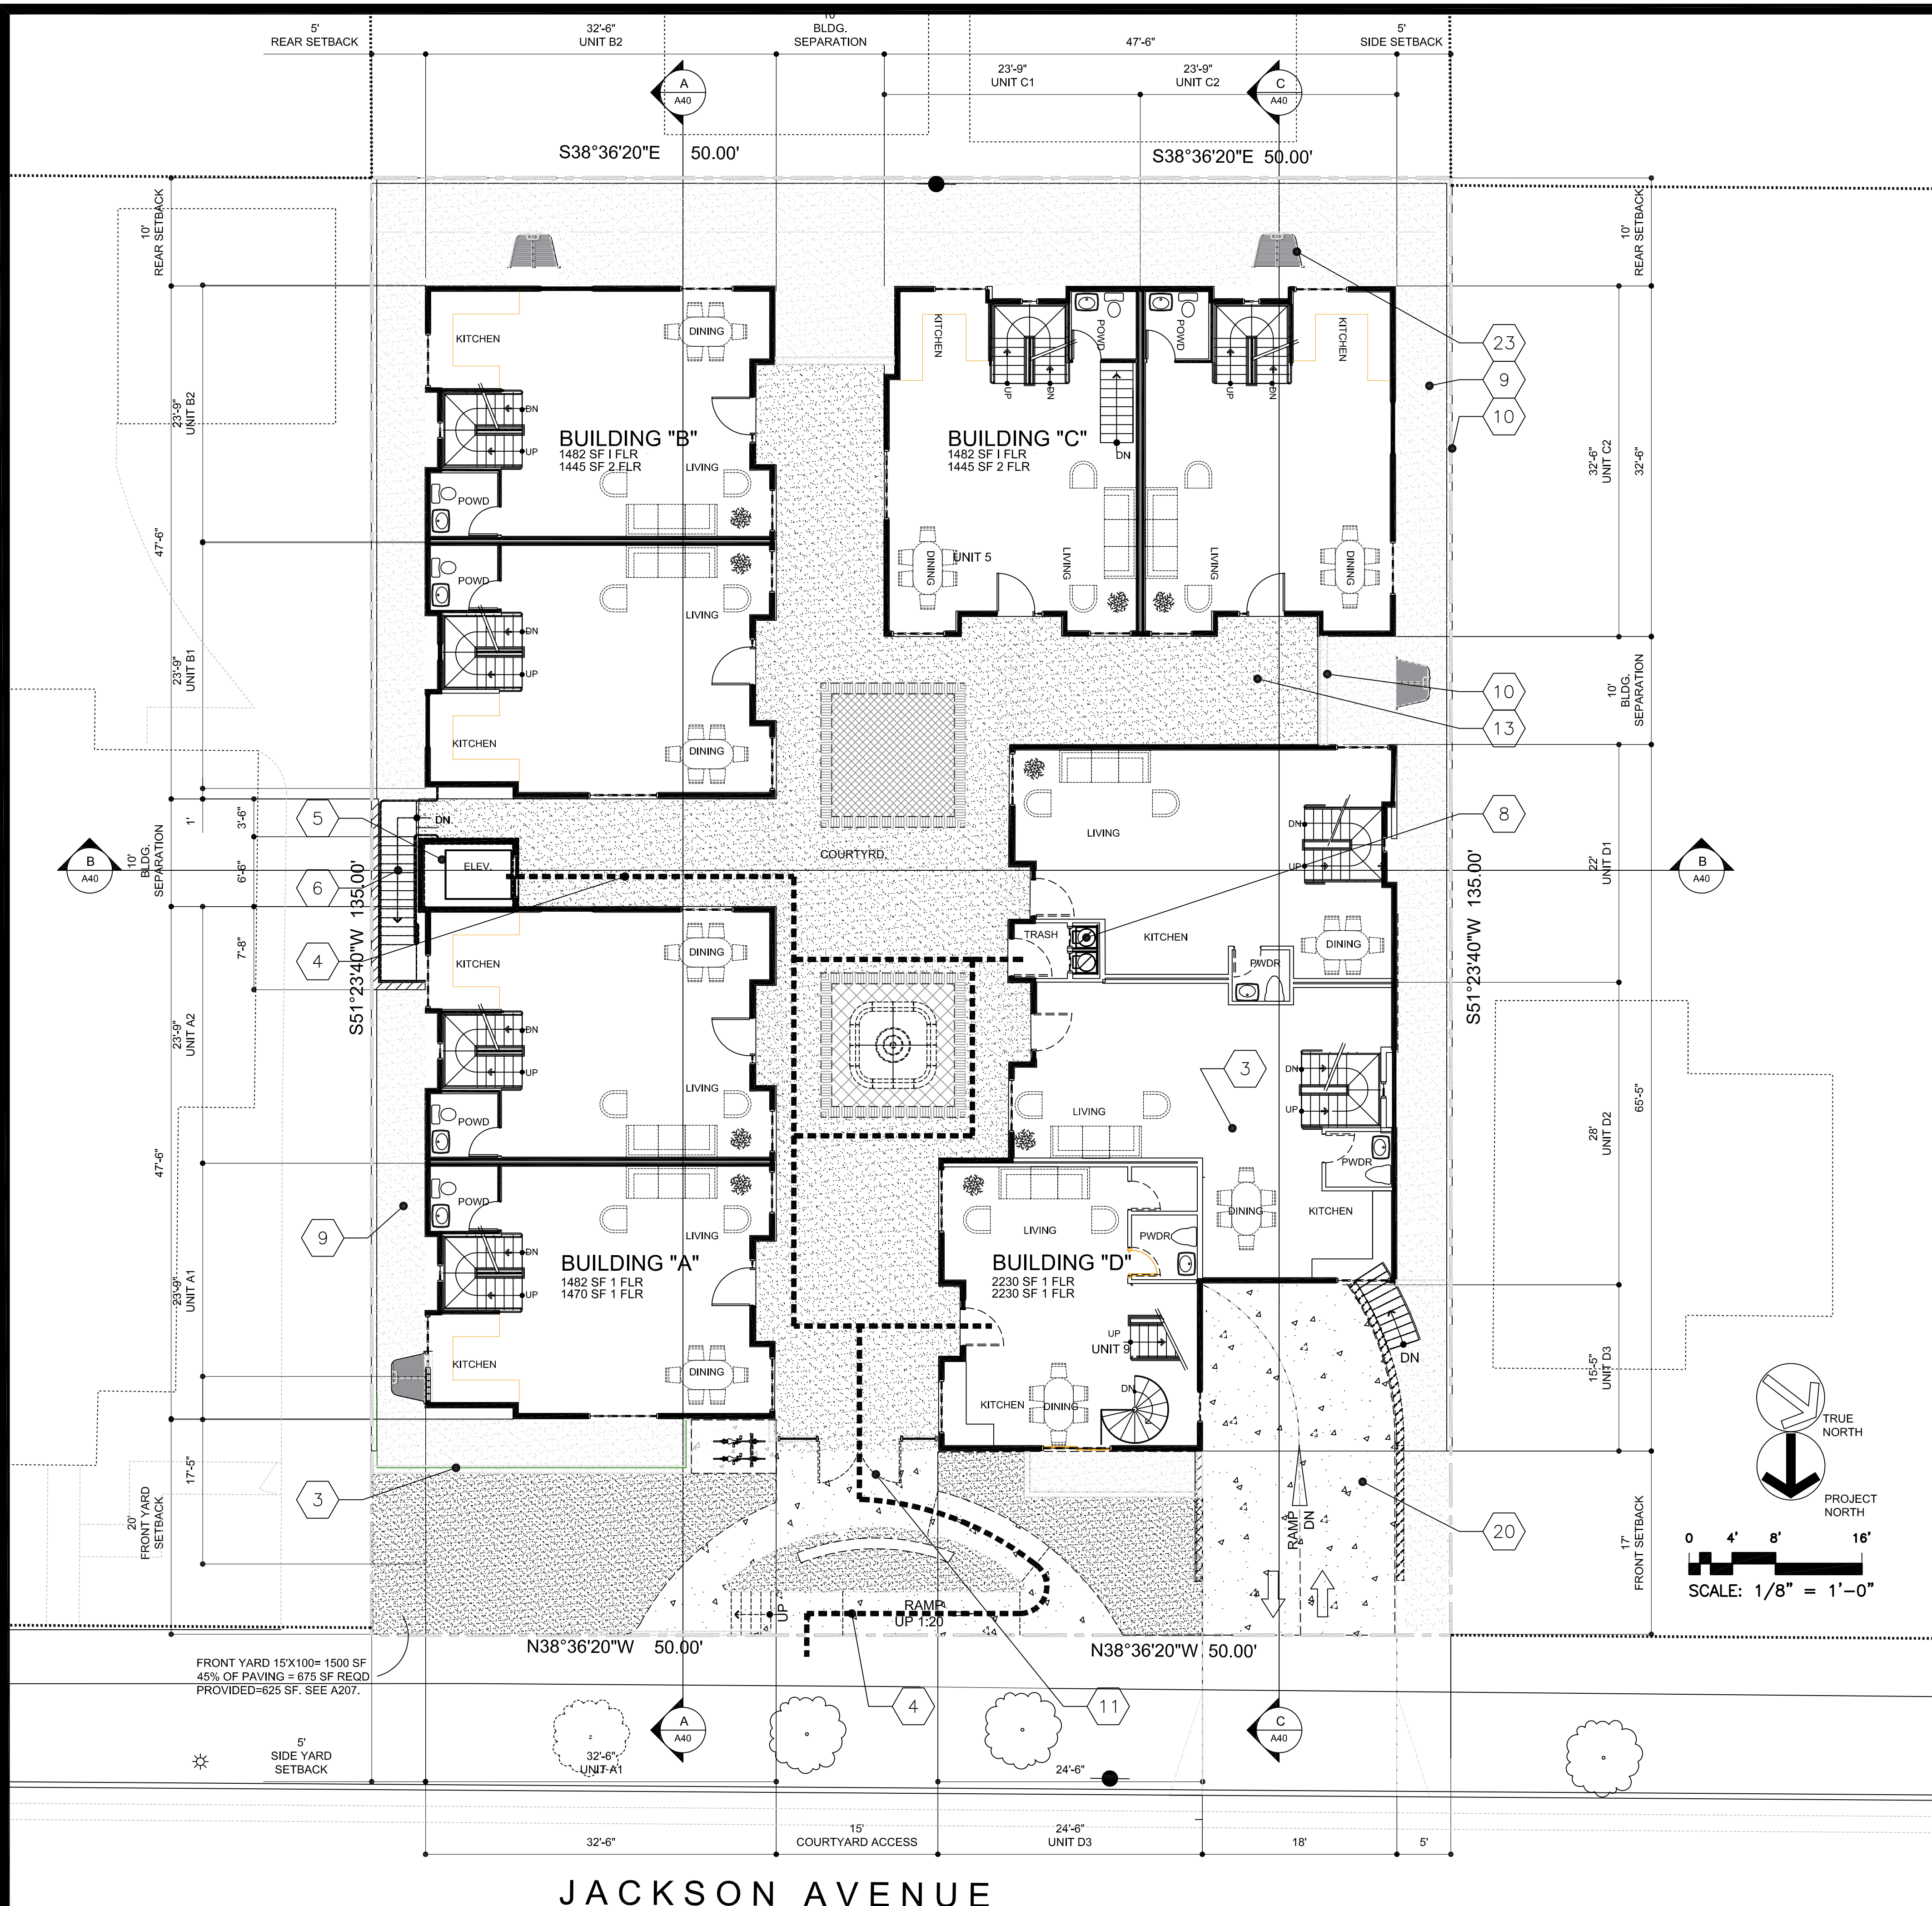 5'
REAR SETBACK
32'-6"
UNIT B2
10'
BLDG.
SEPARATION
47'-6"
5'
SIDE SETBACK
23'-9"
UNIT C1
23'-9"
UNIT C2
A
A40
C
A40
S38°36'20"E 50.00'
S38°36'20"E 50.00'
10'
REAR SETBACK
10'
REAR SETBACK
KITCHEN
DINING
DN
UP
BUILDING "B"
1482 SF I FLR
1445 SF 2 FLR
LIVING
POWD
23'-9"
UNIT B2
47'-6"
KITCHEN
UP
DN
POWD
POWD
UP
DN
KITCHEN
BUILDING "C"
1482 SF I FLR
1445 SF 2 FLR
DN
DINING
UNIT 5
LIVING
LIVING
DINING
23
9
10
32'-6"
UNIT C2
32'-6"
POWD
LIVING
DN
UP
KITCHEN
DINING
23'-9"
UNIT B1
10
13
10'
BLDG.
SEPARATION
1'
3'-6"
6'-6"
7'-8"
5
6
4
B
A40
10'
BLDG.
SEPARATION
DN
ELEV.
COURTYRD.
S51°23'40"W 135.00'
LIVING
DN
UP
8
B
A40
22'
UNIT D1
S51°23'40"W 135.00'
TRASH
KITCHEN
PWDR
DINING
KITCHEN
DINING
DN
UP
LIVING
POWD
23'-9"
UNIT A2
47'-6"
3
DN
UP
LIVING
PWDR
DINING
KITCHEN
28'
UNIT D2
65'-5"
POWD
LIVING
BUILDING "A"
1482 SF 1 FLR
1470 SF 1 FLR
DN
UP
KITCHEN
DINING
9
23'-9"
UNIT A1
LIVING
PWDR
BUILDING "D"
2230 SF 1 FLR
2230 SF 1 FLR
UP
UNIT 9
DN
KITCHEN
DINING
DN
15'-5"
UNIT D3
TRUE
NORTH
PROJECT
NORTH
3
17'-5"
20'
FRONT YARD
SETBACK
RAMP
DN
20
17'
FRONT SETBACK
0 4' 8' 16'
SCALE: 1/8" = 1'-0"
UP
RAMP
UP 1:20
N38°36'20"W 50.00'
N38°36'20"W 50.00'
FRONT YARD 15'X100= 1500 SF
45% OF PAVING = 675 SF REQD
PROVIDED=625 SF. SEE A207.
4
11
A
A40
C
A40
5'
SIDE YARD
SETBACK
32'-6"
UNIT A1
24'-6"
32'-6"
15'
COURTYARD ACCESS
24'-6"
UNIT D3
18'
5'
JACKSON AVENUE